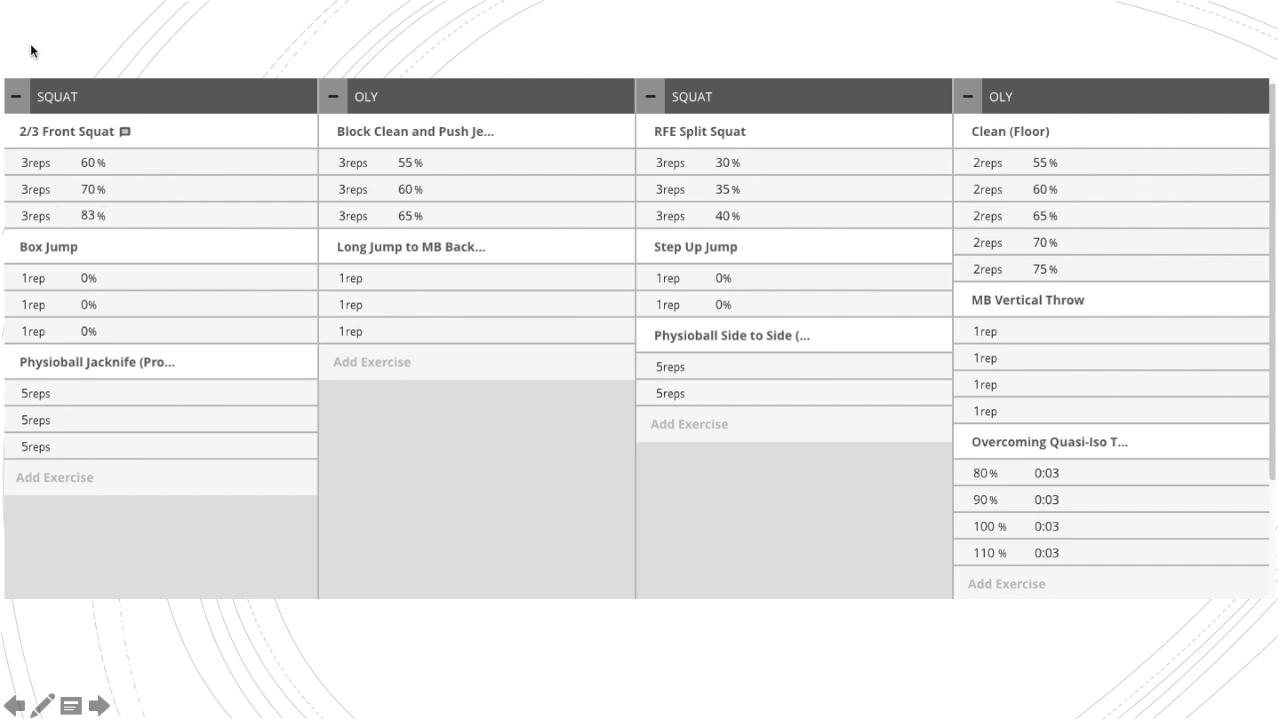 SQUAT
2/3 Front Squat
3reps 60 %
3reps 70 %
3reps 83 %
Box Jump
1rep 0%
1rep 0%
1rep 0%
Physioball Jacknife (Pro...
5reps
5reps
5reps
Add Exercise
OLY
Block Clean and Push Je...
3reps 55 %
3reps 60 %
3reps 65 %
Long Jump to MB Back...
1rep
1rep
1rep
Add Exercise
SQUAT
RFE Split Squat
3reps 30 %
3reps 35 %
3reps 40 %
Step Up Jump
1rep 0%
1rep 0%
Physioball Side to Side (...
5reps
5reps
Add Exercise
OLY
Clean (Floor)
2reps 55 %
2reps 60 %
2reps 65 %
2reps 70 %
2reps 75 %
MB Vertical Throw
1rep
1rep
1rep
1rep
Overcoming Quasi-Iso T...
80 % 0:03
90 % 0:03
100 % 0:03
110 % 0:03
Add Exercise